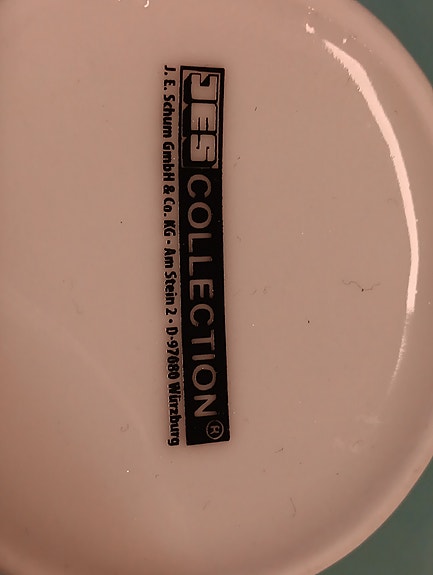 JES COLLECTION®
J. E. Schum GmbH & Co. KG • Am Stein 2 • D-97080 Würzburg